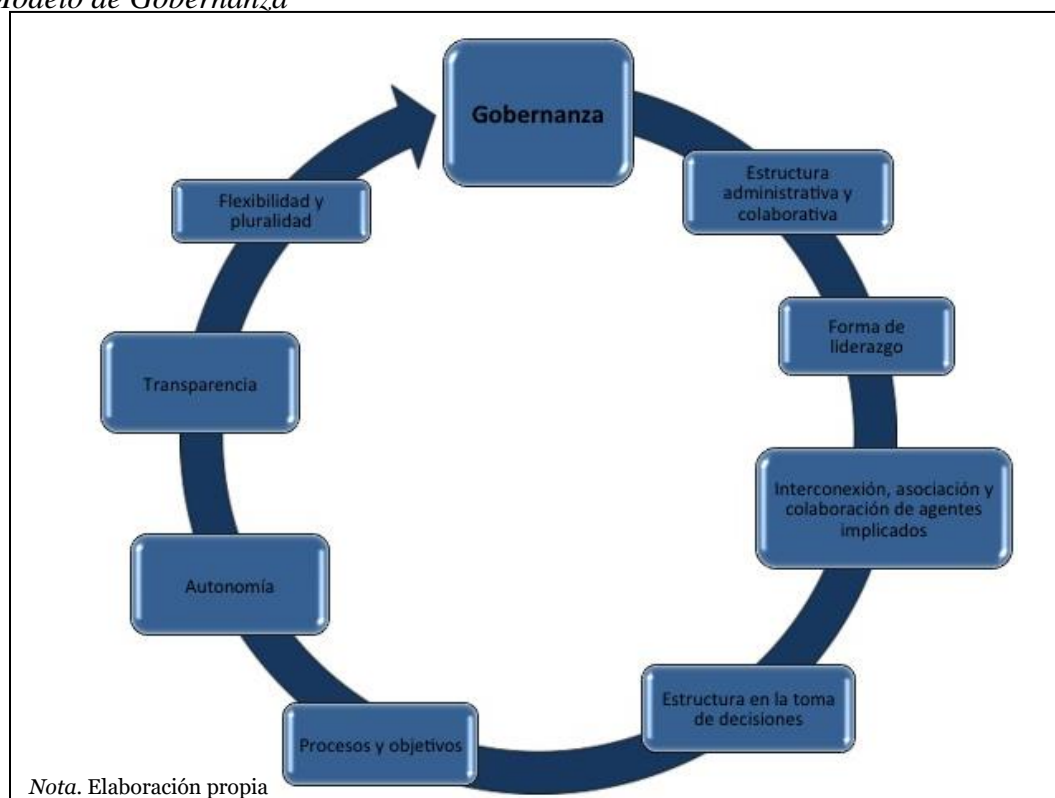 Modelo de Gobernanza
Gobernanza
Estructura
administrativa y
colaborativa
Forma de
liderazgo
Interconexión, asociación y
colaboración de agentes
implicados
Estructura en la toma
de decisiones
Procesos y objetivos
Autonomía
Transparencia
Flexibilidad y
pluralidad
Nota. Elaboración propia